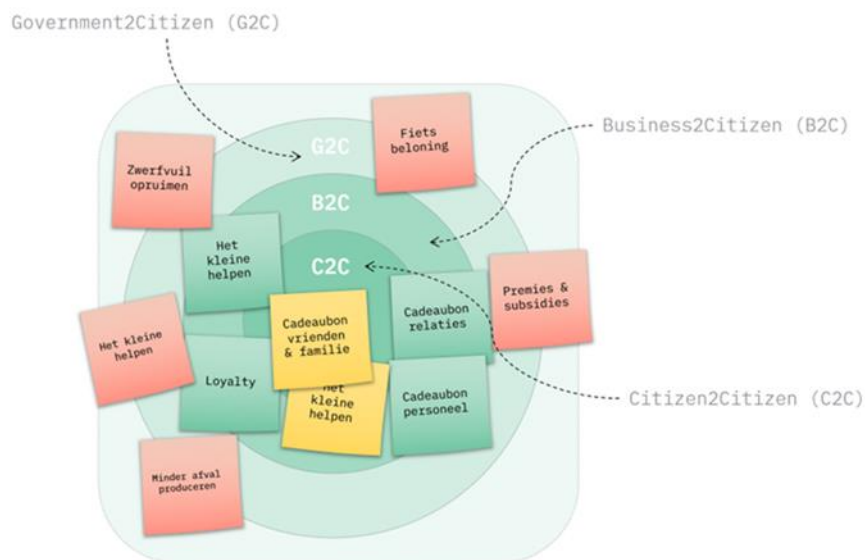 Government2Citizen (G2C)
Fiets
beloning
Business2Citizen (B2C)
G2C
Zwerfvuil
opruimen
B2C
Het
kleine
helpen
C2C
Premies &
subsidies
Cadeaubon
relaties
Cadeaubon
vrienden
& familie
Het kleine
helpen
Loyalty
het
kleine
helpen
Cadeaubon
personeel
Citizen2Citizen (C2C)
Minder afval
produceren